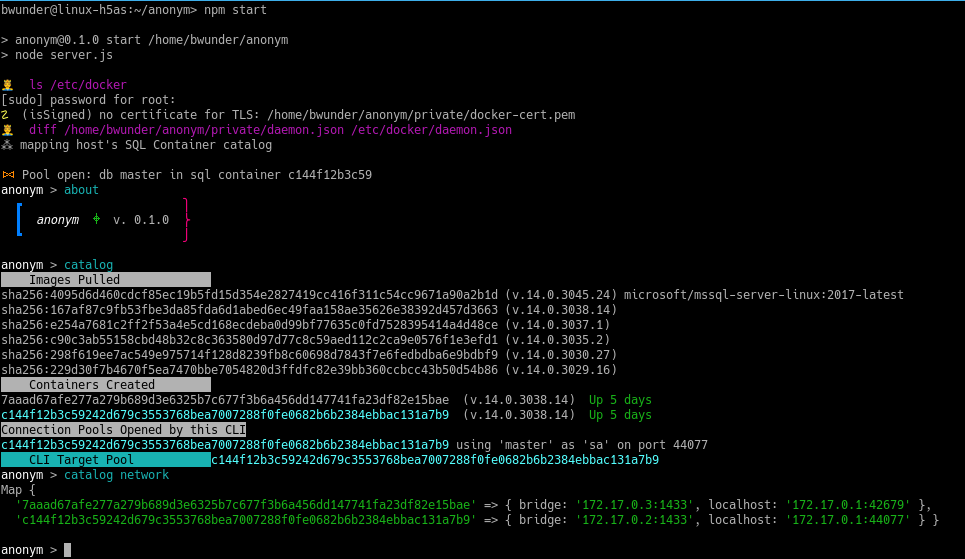 bwunder@linux-h5as:~/anonym> npm start
> anonym@0.1.0 start /home/bwunder/anonym
> node server.js
ls /etc/docker
[sudo] password for root:
(isSigned) no certificate for TLS: /home/bwunder/anonym/private/docker-cert.pem
diff /home/bwunder/anonym/private/daemon.json /etc/docker/daemon.json
mapping host's SQL Container catalog
Pool open: db master in sql container c144f12b3c59
anonym > about
anonym v. 0.1.0
anonym > catalog
Images Pulled
sha256:4095d6d460cdcf85ec19b5fd15d354e2827419cc416f311c54cc9671a90a2b1d (v.14.0.3045.24) microsoft/mssql-server-linux:2017-latest
sha256:167af87c9fb53fbe3da85fda6d1abed6ec49faa158ae35626e38392d457d3663 (v.14.0.3038.14)
sha256:e254a7681c2ff2f53a4e5cd168ecdeba0d99bf77635c0fd7528395414a4d48ce (v.14.0.3037.1)
sha256:c90c3ab55158cbd48b32c8c363580d97d77c8c59aed112c2ca9e0576f1e3efd1 (v.14.0.3035.2)
sha256:298f619ee7ac549e975714f128d8239fb8c60698d7843f7e6fedbdba6e9bdbf9 (v.14.0.3030.27)
sha256:229d30f7b4670f5ea7470bbe7054820d3ffdfc82e39bb360ccbcc43b50d54b86 (v.14.0.3029.16)
Containers Created
7aaad67afe277a279b689d3e6325b7c677f3b6a456dd147741fa23df82e15bae (v.14.0.3038.14) Up 5 days
c144f12b3c59242d679c3553768bea7007288f0fe0682b6b2384ebbac131a7b9 (v.14.0.3038.14) Up 5 days
Connection Pools Opened by this CLI
c144f12b3c59242d679c3553768bea7007288f0fe0682b6b2384ebbac131a7b9 using 'master' as 'sa' on port 44077
CLI Target Pool c144f12b3c59242d679c3553768bea7007288f0fe0682b6b2384ebbac131a7b9
anonym > catalog network
Map {
'7aaad67afe277a279b689d3e6325b7c677f3b6a456dd147741fa23df82e15bae' => { bridge: '172.17.0.3:1433', localhost: '172.17.0.1:42679' },
'c144f12b3c59242d679c3553768bea7007288f0fe0682b6b2384ebbac131a7b9' => { bridge: '172.17.0.2:1433', localhost: '172.17.0.1:44077' } }
anonym >